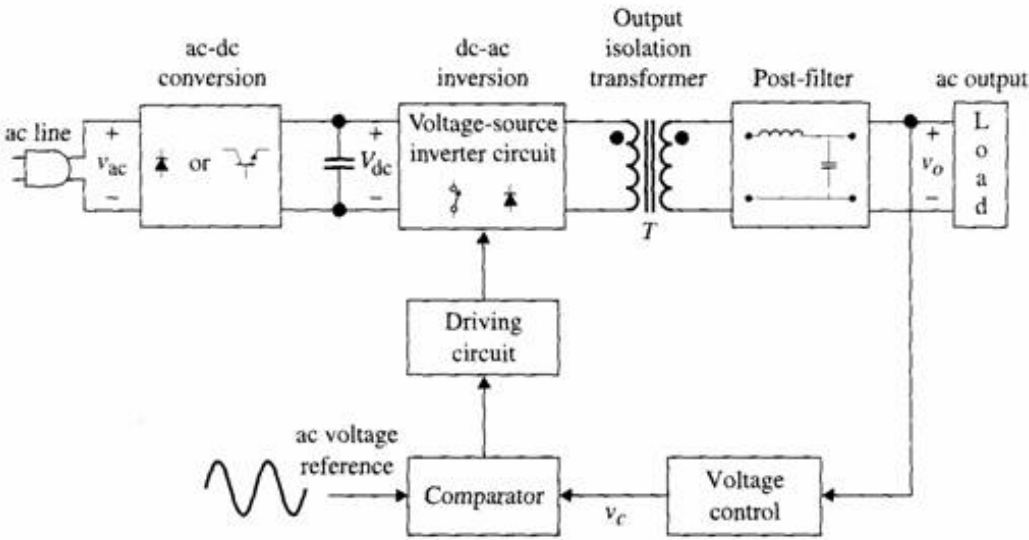 ac line
+
v_ac
−
ac-dc
conversion
or
+
V_dc
−
dc-ac
inversion
Voltage-source
inverter circuit
Output
isolation
transformer
T
Post-filter
ac output
+
v_o
−
L
o
a
d
Driving
circuit
ac voltage
reference
Comparator
v_c
Voltage
control